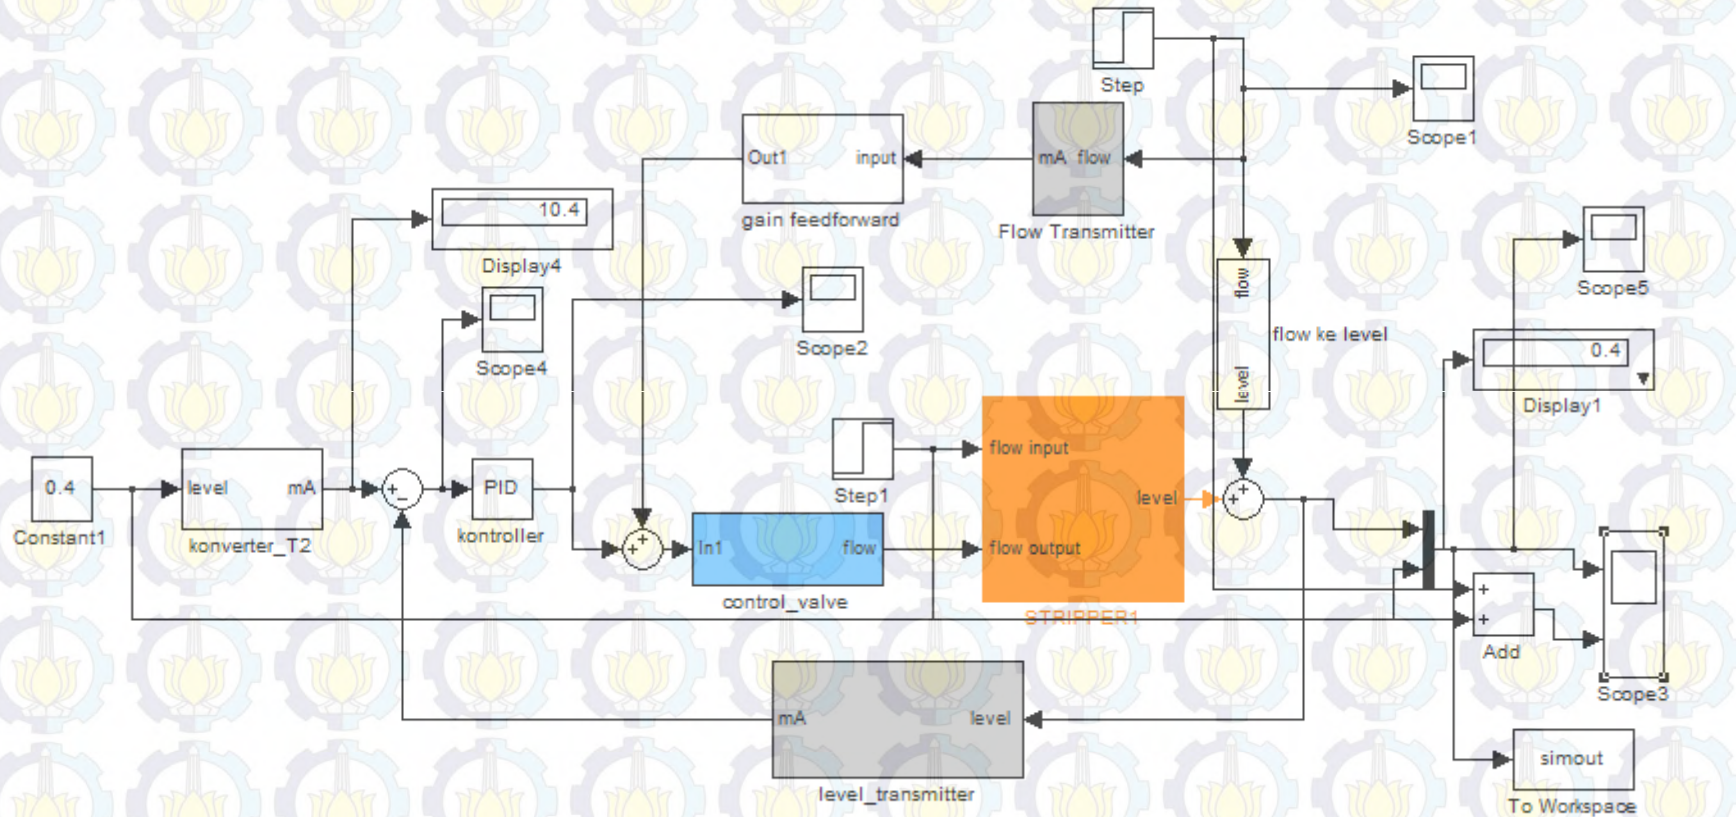 Step
Scope1
Out1 input
gain feedforward
mA flow
Flow Transmitter
10.4
Display4
Scope4
Scope2
flow
level
flow ke level
Scope5
0.4
Display1
0.4
Constant1
level mA
konverter_T2
+
−
PID
kontroller
+
+
In1 flow
control_valve
Step1
flow input
level
flow output
STRIPPER1
+
+
+
+
Add
Scope3
mA level
level_transmitter
simout
To Workspace